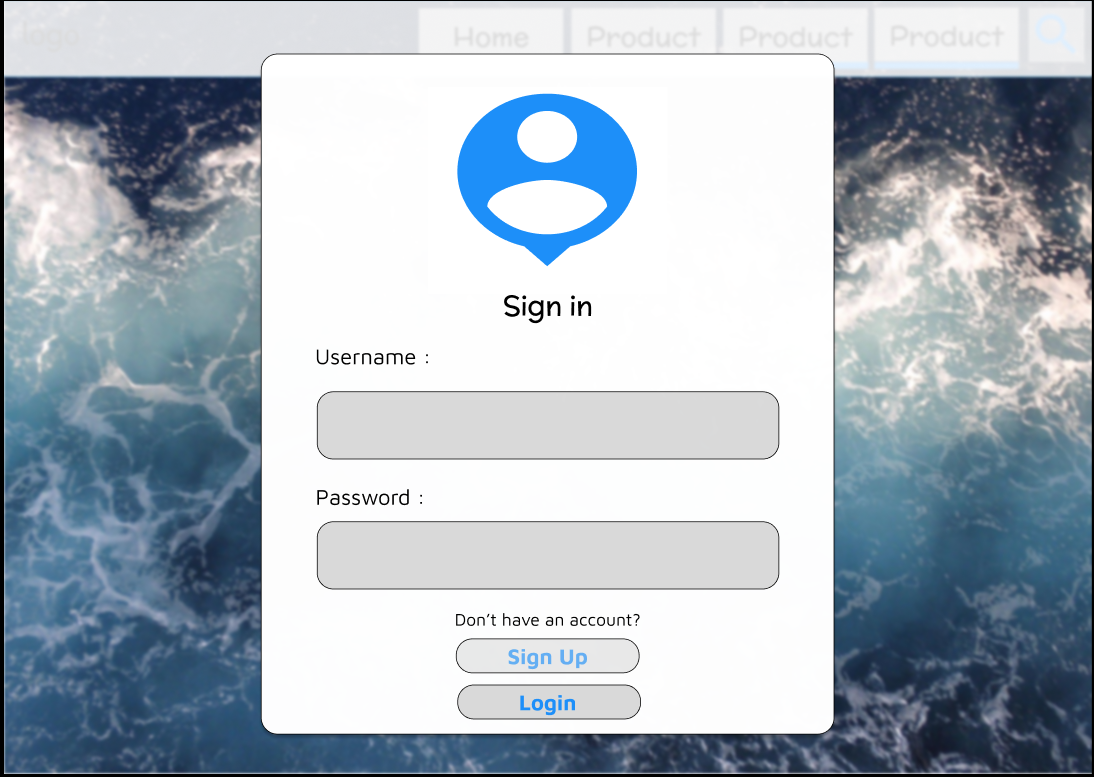 logo
Home Product Product Product
Sign in
Username :
Password :
Don't have an account?
Sign Up
Login